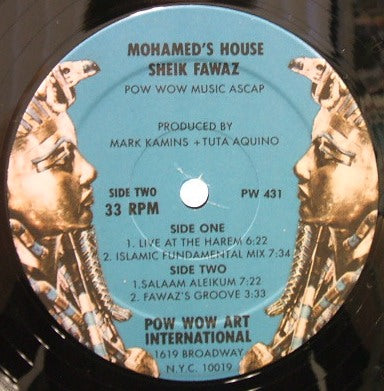 MOHAMED'S HOUSE
SHEIK FAWAZ
POW WOW MUSIC ASCAP
PRODUCED BY
MARK KAMINS + TUTA AQUINO
SIDE TWO
33 RPM
PW 431
SIDE ONE
1. LIVE AT THE HAREM 6:22
2. ISLAMIC FUNDAMENTAL MIX 7:34
SIDE TWO
1.SALAAM ALEIKUM 7:22
2. FAWAZ'S GROOVE 3:33
POW WOW ART
INTERNATIONAL
1619 BROADWAY
N.Y.C. 10019